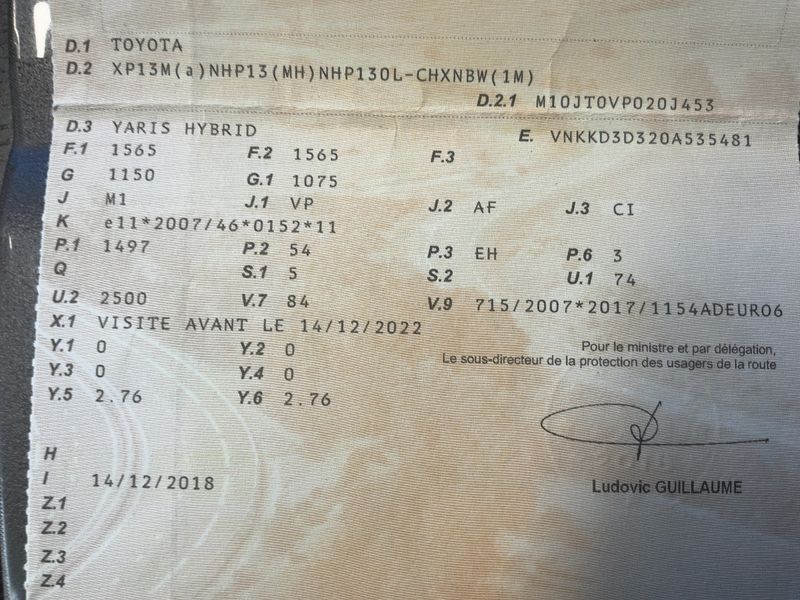 D.1 TOYOTA
D.2 XP13M(a)NHP13(MH)NHP130L-CHXNBW(1M)
D.2.1 M10JT0VP020J453
D.3 YARIS HYBRID E. VNKKD3D320A535481
F.1 1565 F.2 1565 F.3
G 1150 G.1 1075
J M1 J.1 VP J.2 AF J.3 CI
K e11*2007/46*0152*11
P.1 1497 P.2 54 P.3 EH P.6 3
Q S.1 5 S.2 U.1 74
U.2 2500 V.7 84 V.9 715/2007*2017/1154ADEURO6
X.1 VISITE AVANT LE 14/12/2022
Y.1 0 Y.2 0
Y.3 0 Y.4 0
Y.5 2.76 Y.6 2.76
Pour le ministre et par délégation,
Le sous-directeur de la protection des usagers de la route
Ludovic GUILLAUME
H
I 14/12/2018
Z.1
Z.2
Z.3
Z.4